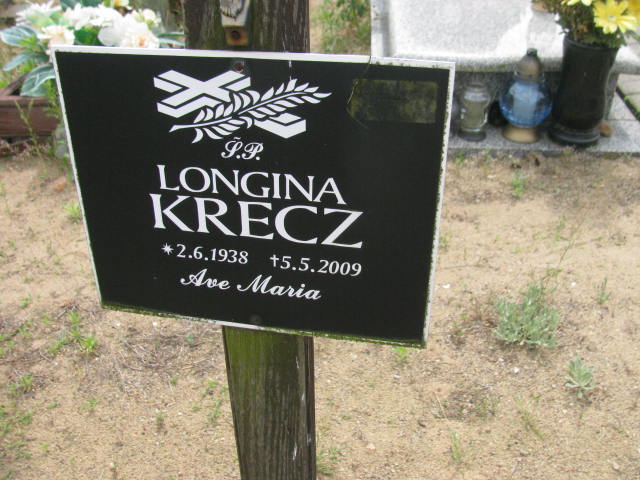 Ś.P.
LONGINA
KRECZ
*2.6.1938 †5.5.2009
Ave Maria